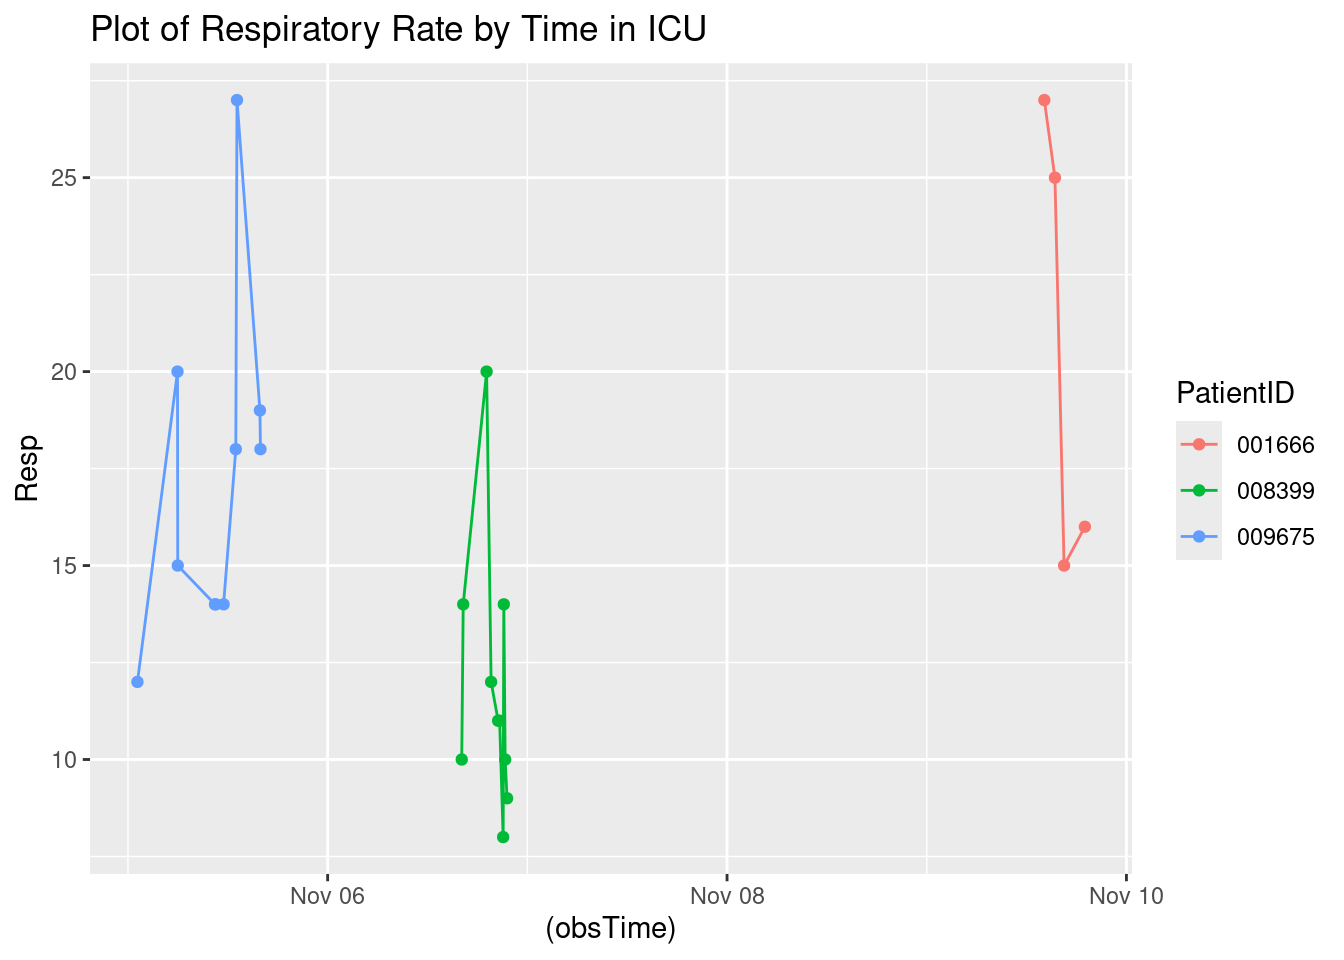 Plot of Respiratory Rate by Time in ICU
25
20
15
10
Resp
Nov 06
Nov 08
Nov 10
(obsTime)
PatientID
001666
008399
009675